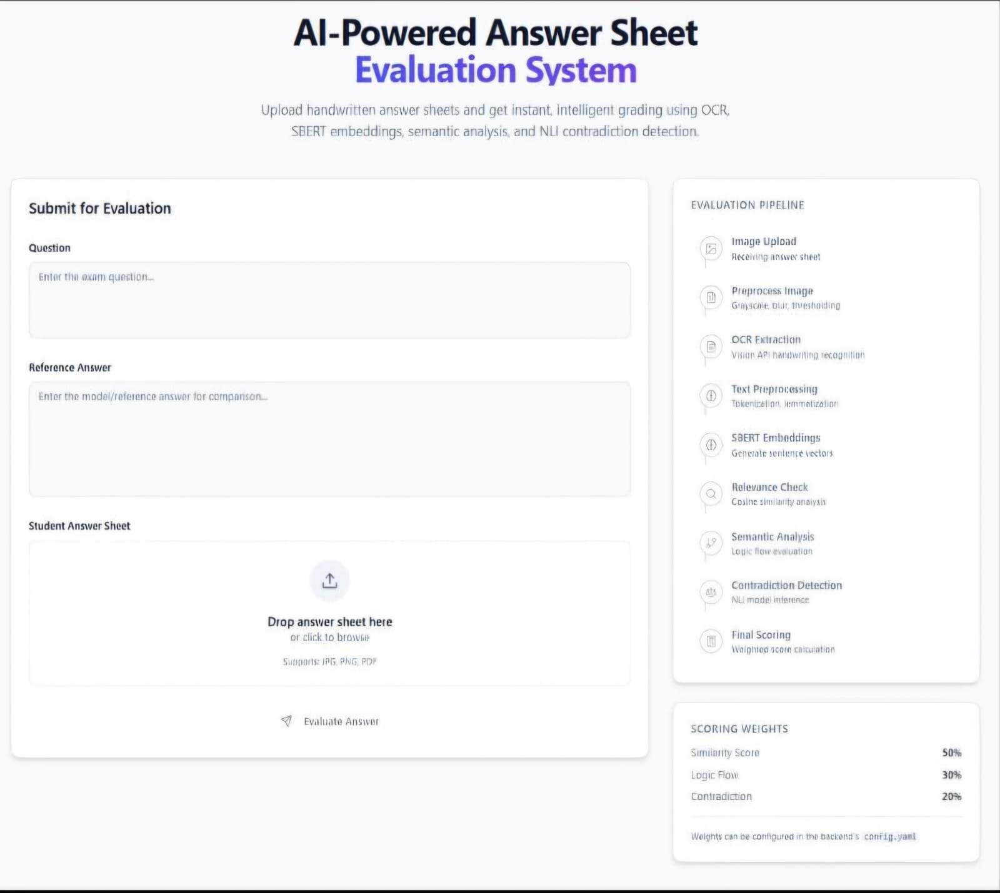 AI-Powered Answer Sheet
Evaluation System
Upload handwritten answer sheets and get instant, intelligent grading using OCR,
SBERT embeddings, semantic analysis, and NLI contradiction detection.
Submit for Evaluation
Question
Enter the exam question...
Reference Answer
Enter the model/reference answer for comparison...
Student Answer Sheet
Drop answer sheet here
or click to browse
Supports: JPG, PNG, PDF
Evaluate Answer
EVALUATION PIPELINE
Image Upload
Receiving answer sheet
Preprocess Image
Grayscale, blur, thresholding
OCR Extraction
Vision API handwriting recognition
Text Preprocessing
Tokenization, lemmatization
SBERT Embeddings
Generate sentence vectors
Relevance Check
Cosine similarity analysis
Semantic Analysis
Logic flow evaluation
Contradiction Detection
NLI model inference
Final Scoring
Weighted score calculation
SCORING WEIGHTS
Similarity Score 50%
Logic Flow 30%
Contradiction 20%
Weights can be configured in the backend's config.yaml